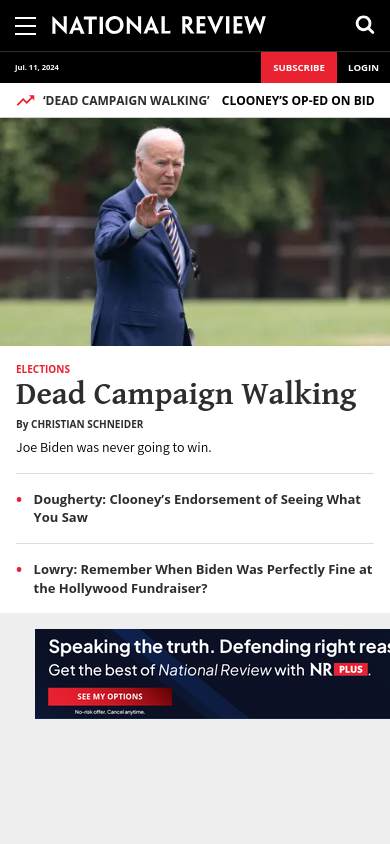 NATIONAL REVIEW
Jul. 11, 2024
SUBSCRIBE
LOGIN
‘DEAD CAMPAIGN WALKING’ CLOONEY’S OP-ED ON BID
ELECTIONS
Dead Campaign Walking
By CHRISTIAN SCHNEIDER
Joe Biden was never going to win.
Dougherty: Clooney’s Endorsement of Seeing What
You Saw
Lowry: Remember When Biden Was Perfectly Fine at
the Hollywood Fundraiser?
Speaking the truth. Defending right reas
Get the best of National Review with NR PLUS.
SEE MY OPTIONS
No-risk offer. Cancel anytime.